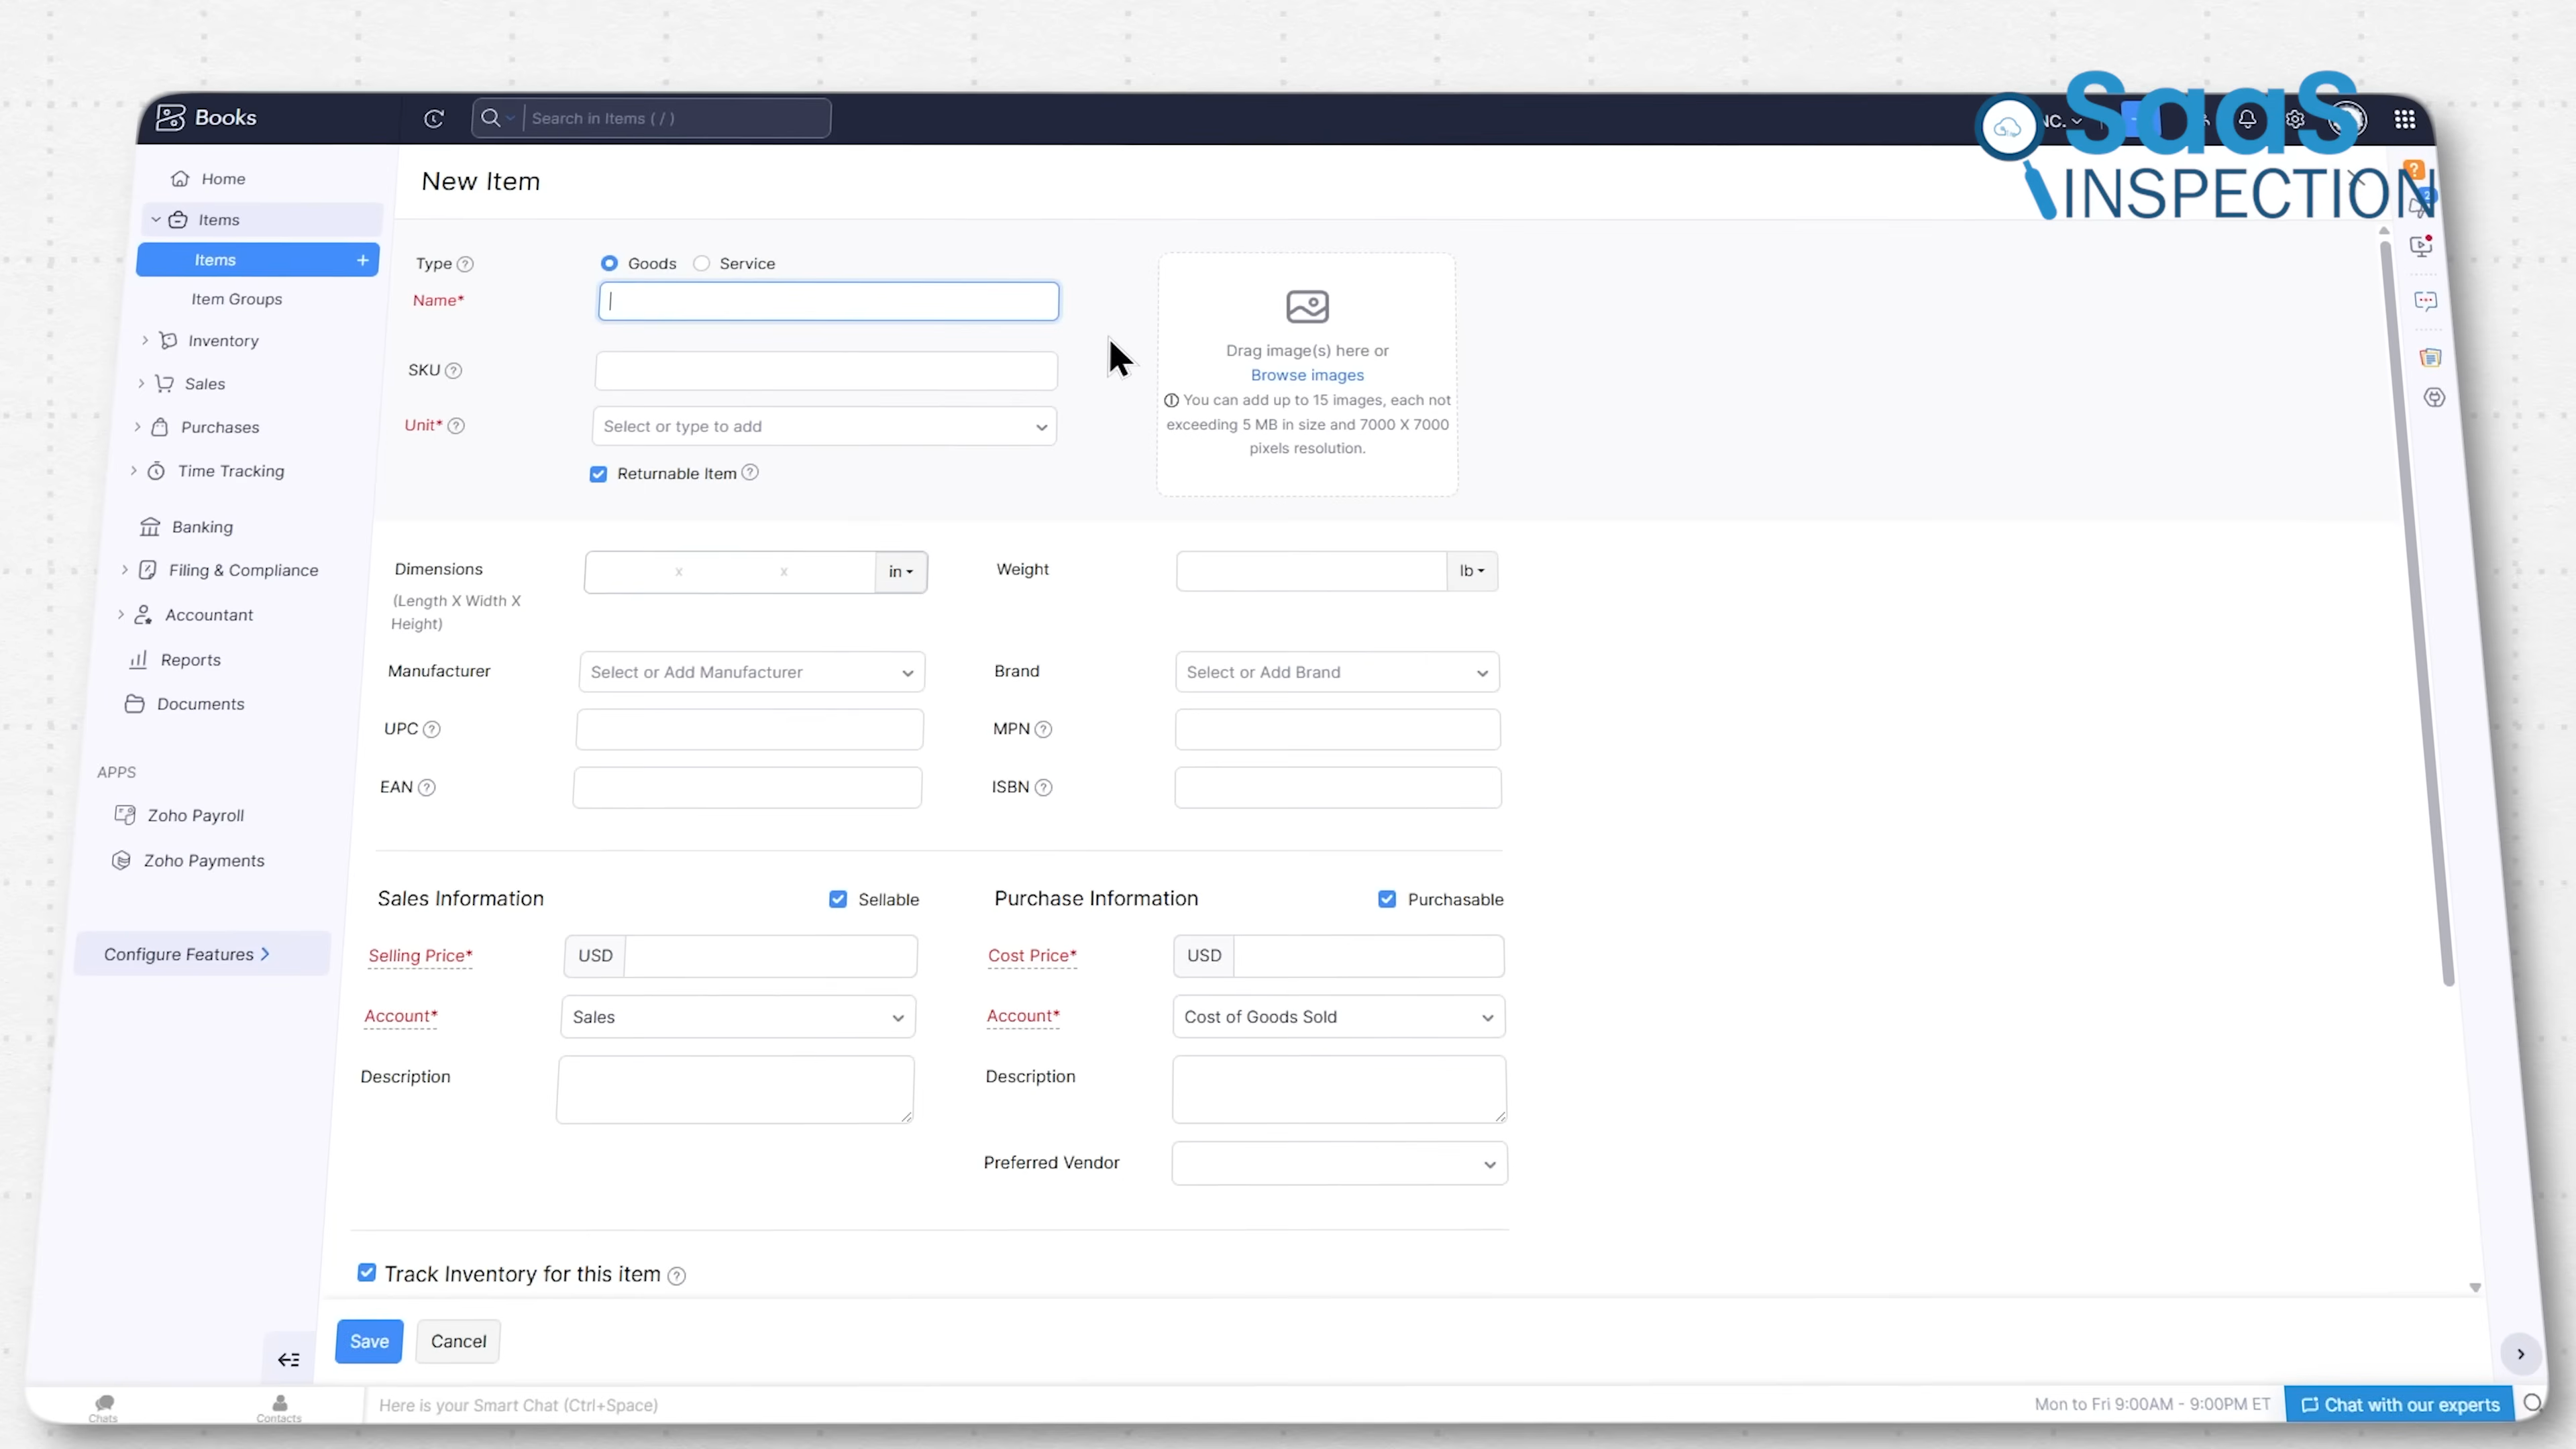 Books
Search in Items ( / )
NC.
SaaS
INSPECTION
Home
Items
Items
Item Groups
Inventory
Sales
Purchases
Time Tracking
Banking
Filing & Compliance
Accountant
Reports
Documents
APPS
Zoho Payroll
Zoho Payments
Configure Features
New Item
Type
Goods
Service
Name*
SKU
Unit*
Select or type to add
Returnable Item
Drag image(s) here or
Browse images
You can add up to 15 images, each not
exceeding 5 MB in size and 7000 X 7000
pixels resolution.
Dimensions
(Length X Width X
Height)
x
x
in
Weight
lb
Manufacturer
Select or Add Manufacturer
Brand
Select or Add Brand
UPC
MPN
EAN
ISBN
Sales Information
Sellable
Purchase Information
Purchasable
Selling Price*
USD
Cost Price*
USD
Account*
Sales
Account*
Cost of Goods Sold
Description
Description
Preferred Vendor
Track Inventory for this item
Save
Cancel
Chats
Contacts
Here is your Smart Chat (Ctrl+Space)
Mon to Fri 9:00AM - 9:00PM ET
Chat with our experts